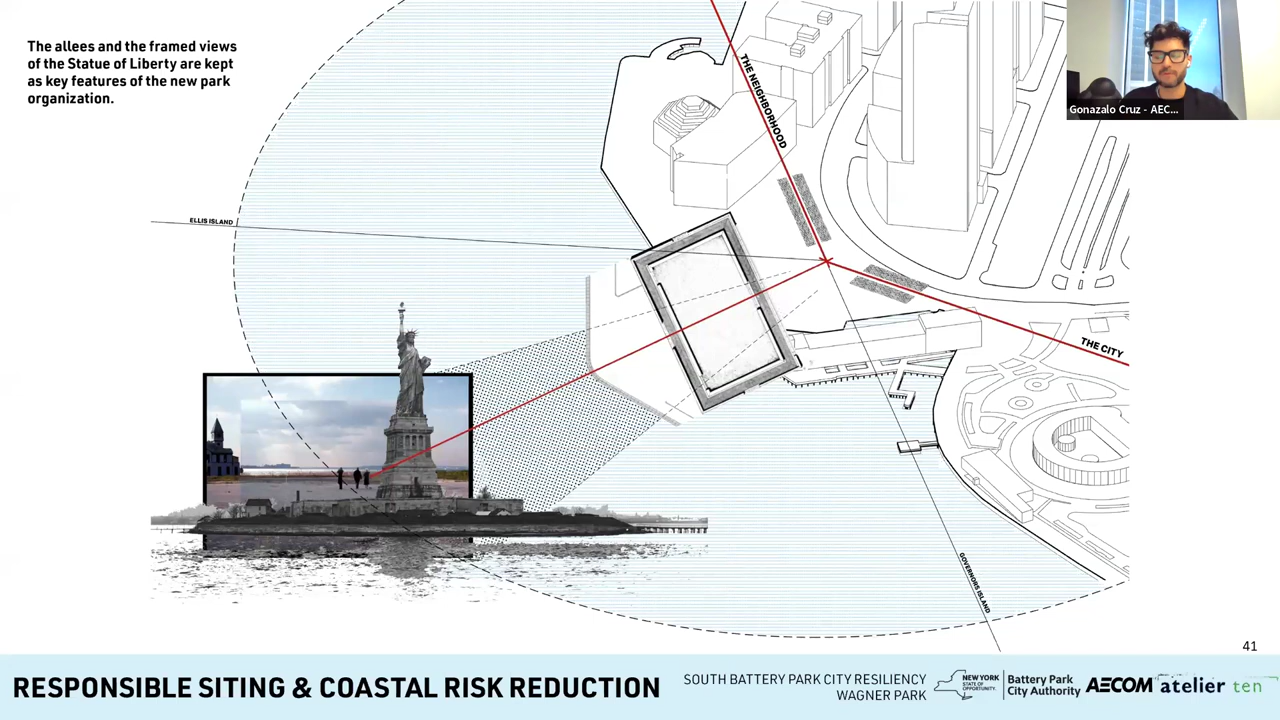 The allees and the framed views
of the Statue of Liberty are kept
as key features of the new park
organization.
Gonazalo Cruz - AEC...
THE NEIGHBORHOOD
ELLIS ISLAND
THE CITY
GOVERNORS ISLAND
41
RESPONSIBLE SITING & COASTAL RISK REDUCTION
SOUTH BATTERY PARK CITY RESILIENCY
WAGNER PARK
NEW YORK
STATE OF
OPPORTUNITY.
Battery Park
City Authority
AECOM
atelier ten